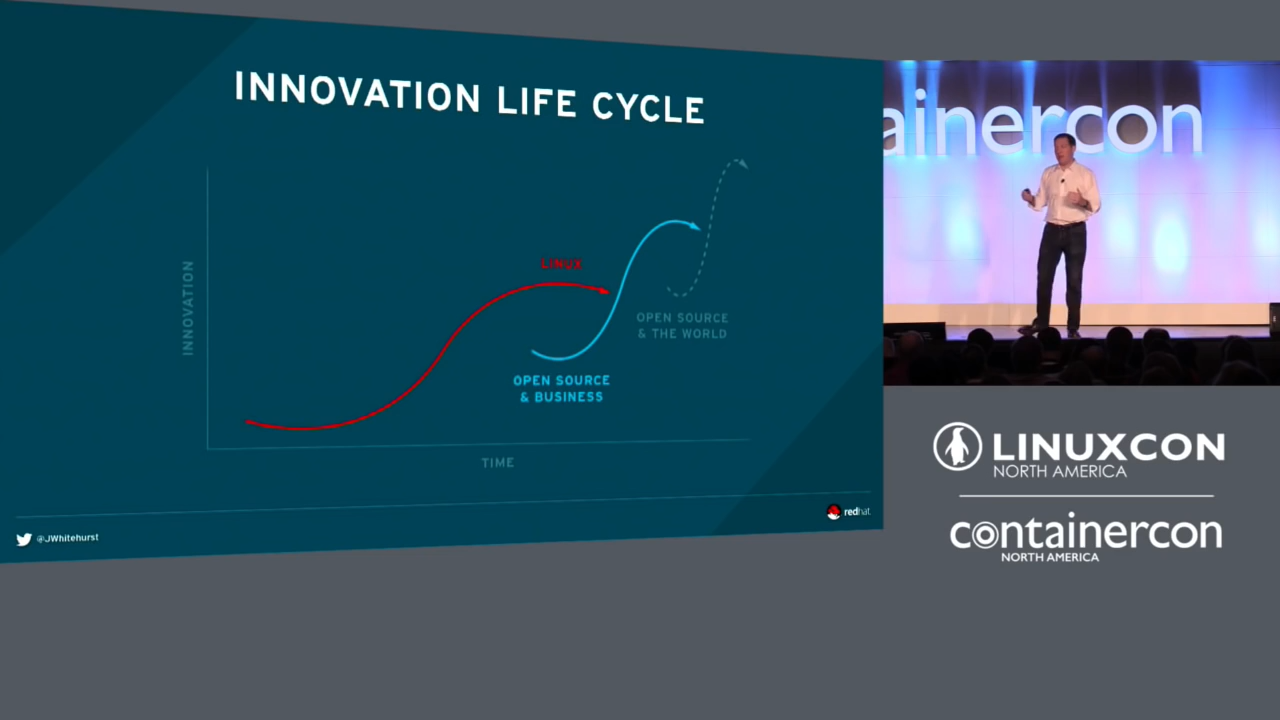 INNOVATION LIFE CYCLE
INNOVATION
LINUX
OPEN SOURCE
& THE WORLD
OPEN SOURCE
& BUSINESS
TIME
@JWhitehurst
redhat.
ainercon
LINUXCON
NORTH AMERICA
containercon
NORTH AMERICA